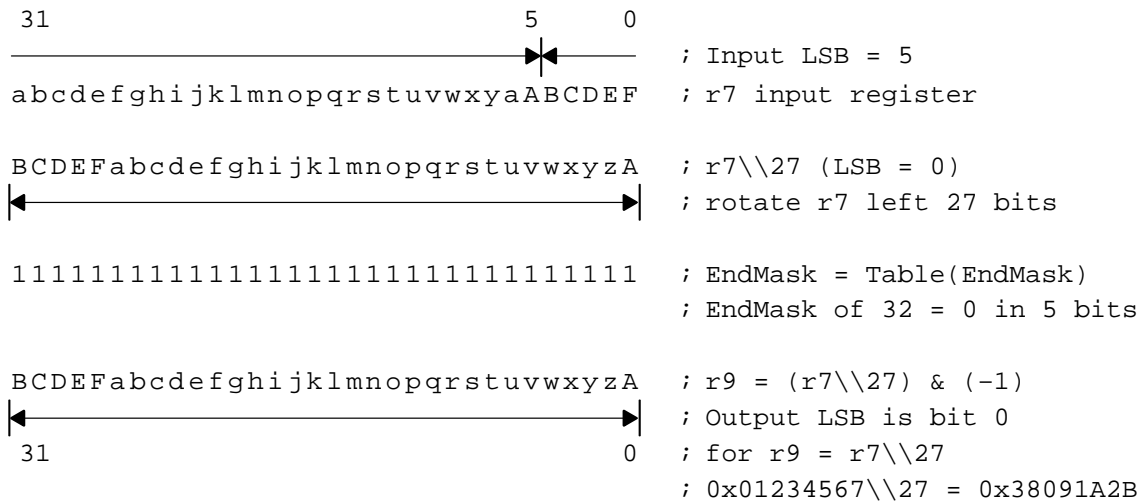 31 5 0
; Input LSB = 5
abcdefghijklmnopqrstuvwxyaABCDEF ; r7 input register
BCDEFabcdefghijklmnopqrstuvwxyzA ; r7\\27 (LSB = 0)
; rotate r7 left 27 bits
11111111111111111111111111111111 ; EndMask = Table(EndMask)
; EndMask of 32 = 0 in 5 bits
BCDEFabcdefghijklmnopqrstuvwxyzA ; r9 = (r7\\27) & (−1)
; Output LSB is bit 0
31 0 ; for r9 = r7\\27
; 0x01234567\\27 = 0x38091A2B